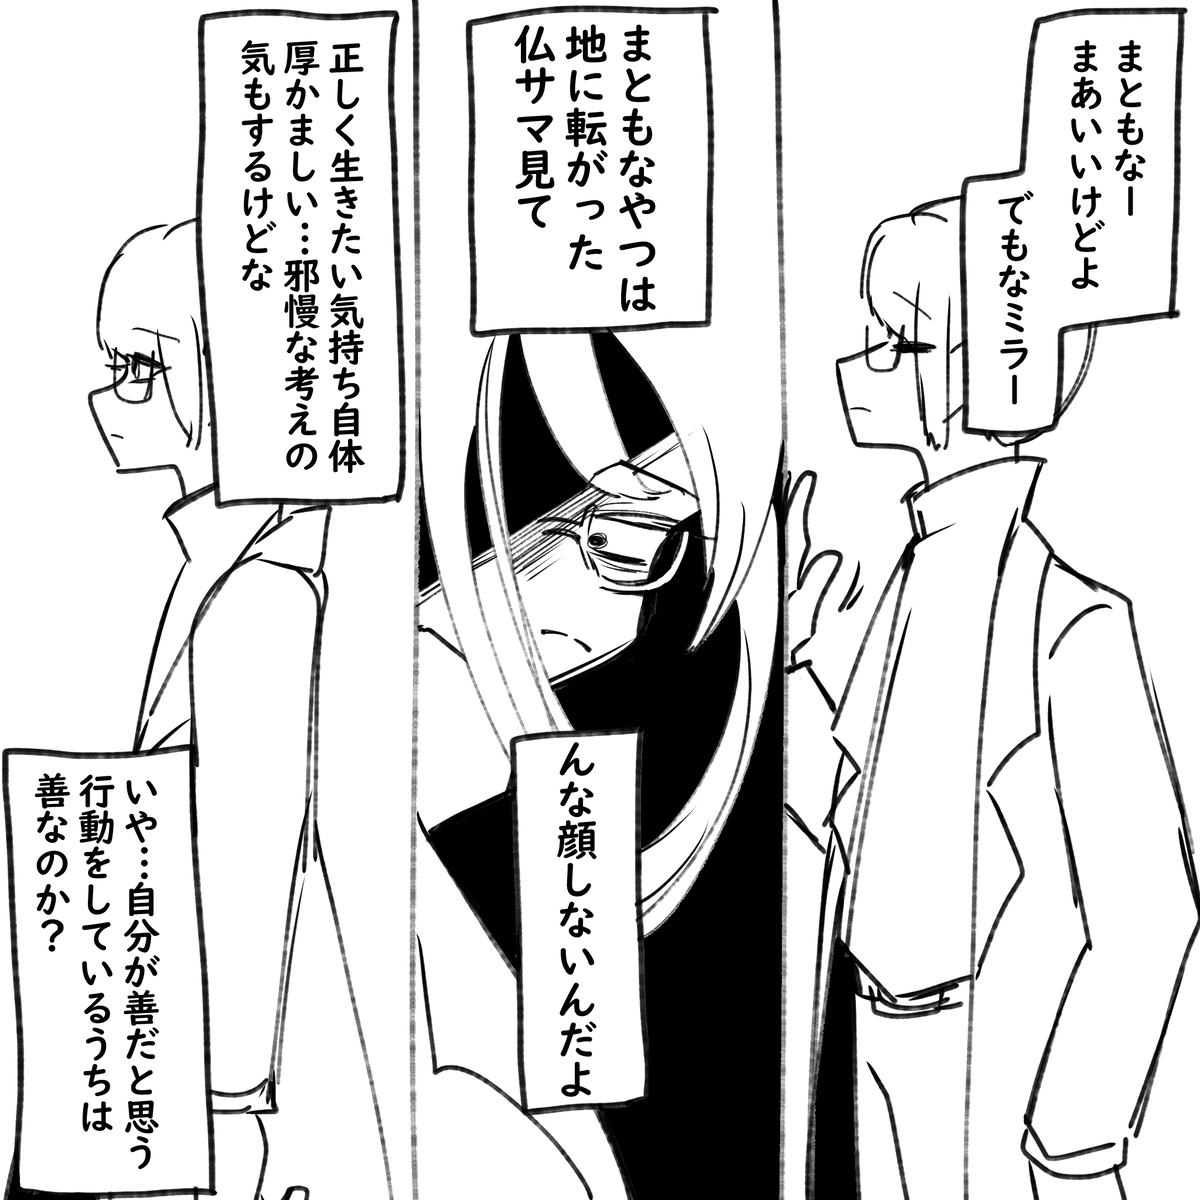 まともなー
まあいいけどよ
でもなミラー
まともなやつは
地に転がった
仏サマ見て
んな顔しないんだよ
正しく生きたい気持ち自体
厚かましい…邪慢な考えの
気もするけどな
いや…自分が善だと思う
行動をしているうちは
善なのか？